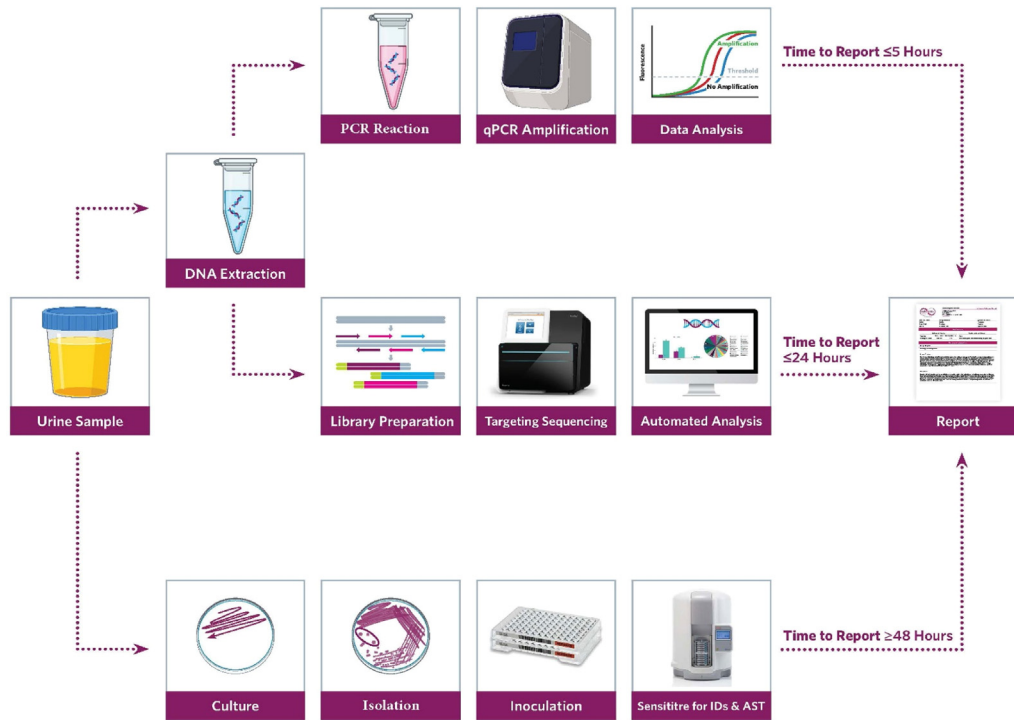 Amplification
Threshold
No Amplification
Fluorescence
Time to Report ≤5 Hours
PCR Reaction
qPCR Amplification
Data Analysis
DNA Extraction
Time to Report
≤24 Hours
Urine Sample
Library Preparation
Targeting Sequencing
Automated Analysis
Report
Time to Report ≥48 Hours
Culture
Isolation
Inoculation
Sensititre for IDs & AST